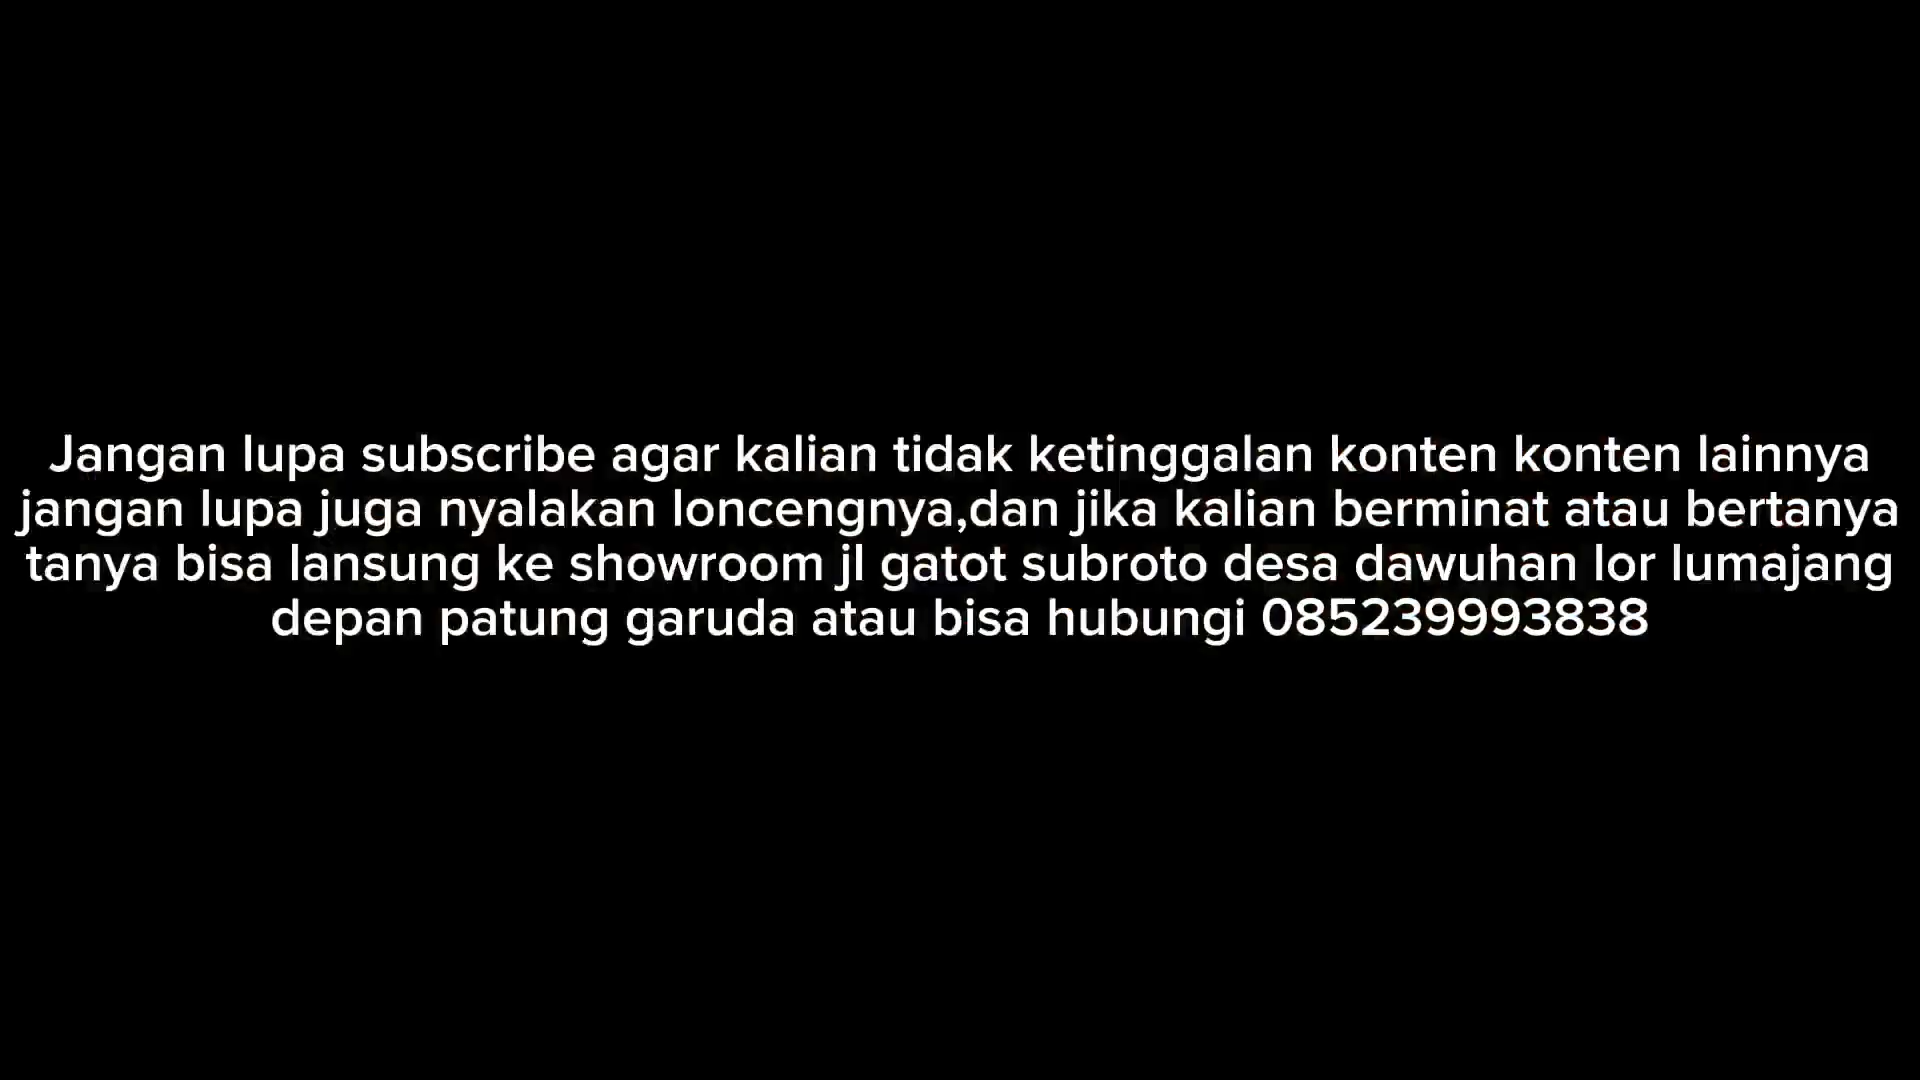 Jangan lupa subscribe agar kalian tidak ketinggalan konten konten lainnya
jangan lupa juga nyalakan loncengnya,dan jika kalian berminat atau bertanya
tanya bisa lansung ke showroom jl gatot subroto desa dawuhan lor lumajang
depan patung garuda atau bisa hubungi 085239993838